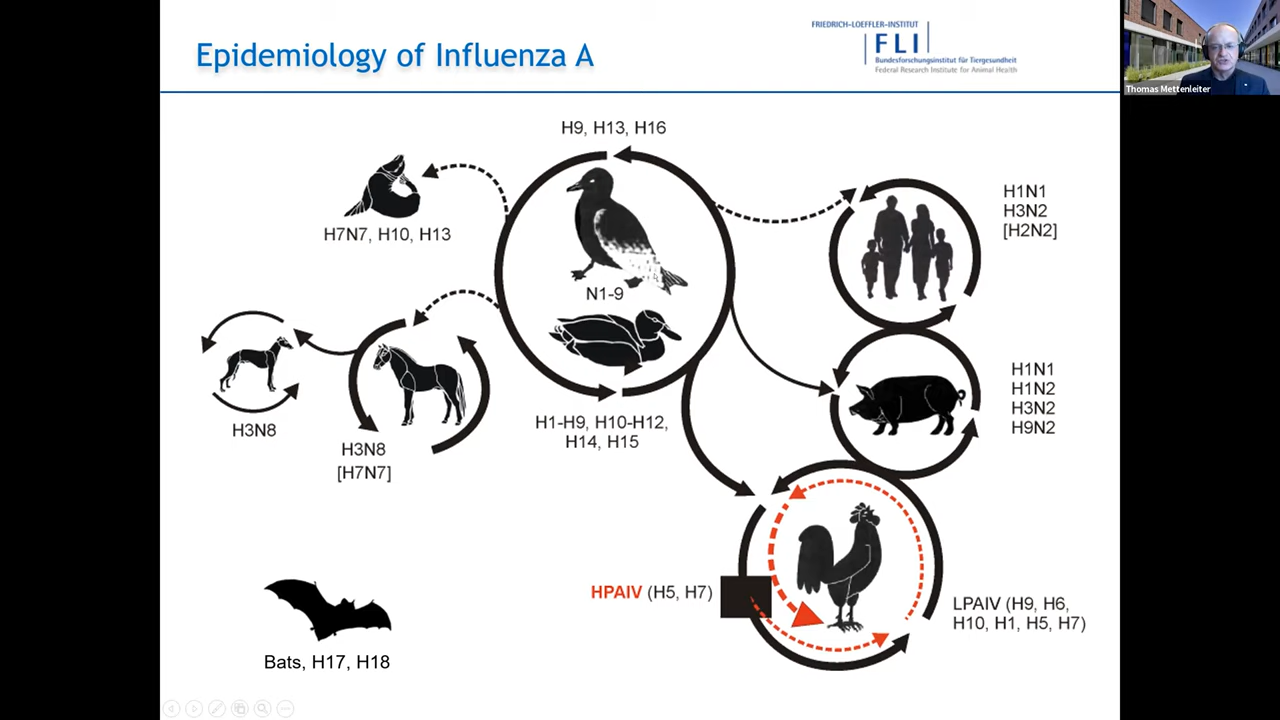 Epidemiology of Influenza A
FRIEDRICH-LOEFFLER-INSTITUT
FLI
Bundesforschungsinstitut für Tiergesundheit
Federal Research Institute for Animal Health
Thomas Mettenleiter
H9, H13, H16
H7N7, H10, H13
N1-9
H1N1
H3N2
[H2N2]
H3N8
H3N8
[H7N7]
H1-H9, H10-H12,
H14, H15
H1N1
H1N2
H3N2
H9N2
HPAIV (H5, H7)
LPAIV (H9, H6,
H10, H1, H5, H7)
Bats, H17, H18